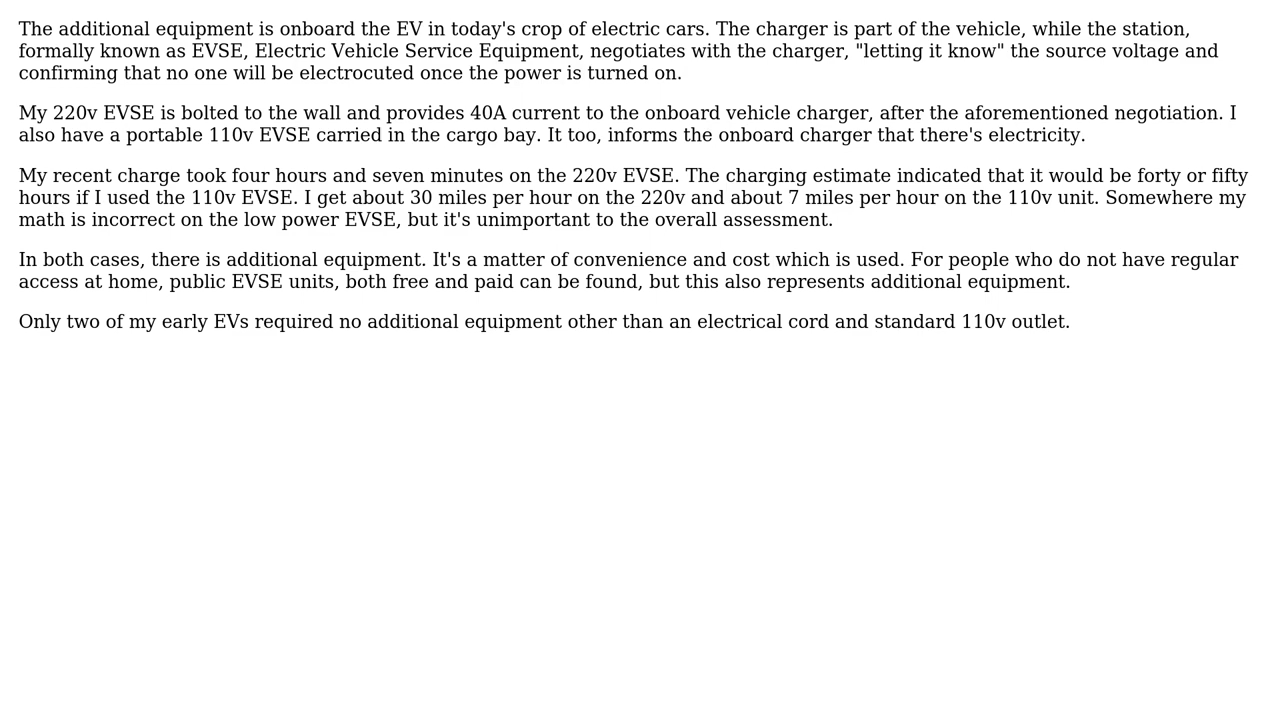 The additional equipment is onboard the EV in today's crop of electric cars. The charger is part of the vehicle, while the station,
formally known as EVSE, Electric Vehicle Service Equipment, negotiates with the charger, "letting it know" the source voltage and
confirming that no one will be electrocuted once the power is turned on.
My 220v EVSE is bolted to the wall and provides 40A current to the onboard vehicle charger, after the aforementioned negotiation. I
also have a portable 110v EVSE carried in the cargo bay. It too, informs the onboard charger that there's electricity.
My recent charge took four hours and seven minutes on the 220v EVSE. The charging estimate indicated that it would be forty or fifty
hours if I used the 110v EVSE. I get about 30 miles per hour on the 220v and about 7 miles per hour on the 110v unit. Somewhere my
math is incorrect on the low power EVSE, but it's unimportant to the overall assessment.
In both cases, there is additional equipment. It's a matter of convenience and cost which is used. For people who do not have regular
access at home, public EVSE units, both free and paid can be found, but this also represents additional equipment.
Only two of my early EVs required no additional equipment other than an electrical cord and standard 110v outlet.